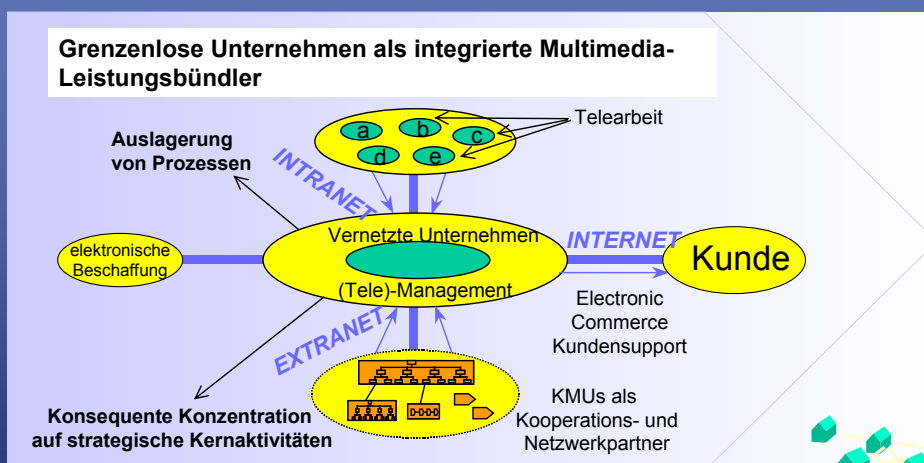 Grenzenlose Unternehmen als integrierte Multimedia-
Leistungsbündler
Auslagerung
von Prozessen
a
b
c
d
e
Telearbeit
INTRANET
elektronische
Beschaffung
Vernetzte Unternehmen
(Tele)-Management
INTERNET
Kunde
Electronic
Commerce
Kundensupport
EXTRANET
Konsequente Konzentration
auf strategische Kernaktivitäten
KMUs als
Kooperations- und
Netzwerkpartner